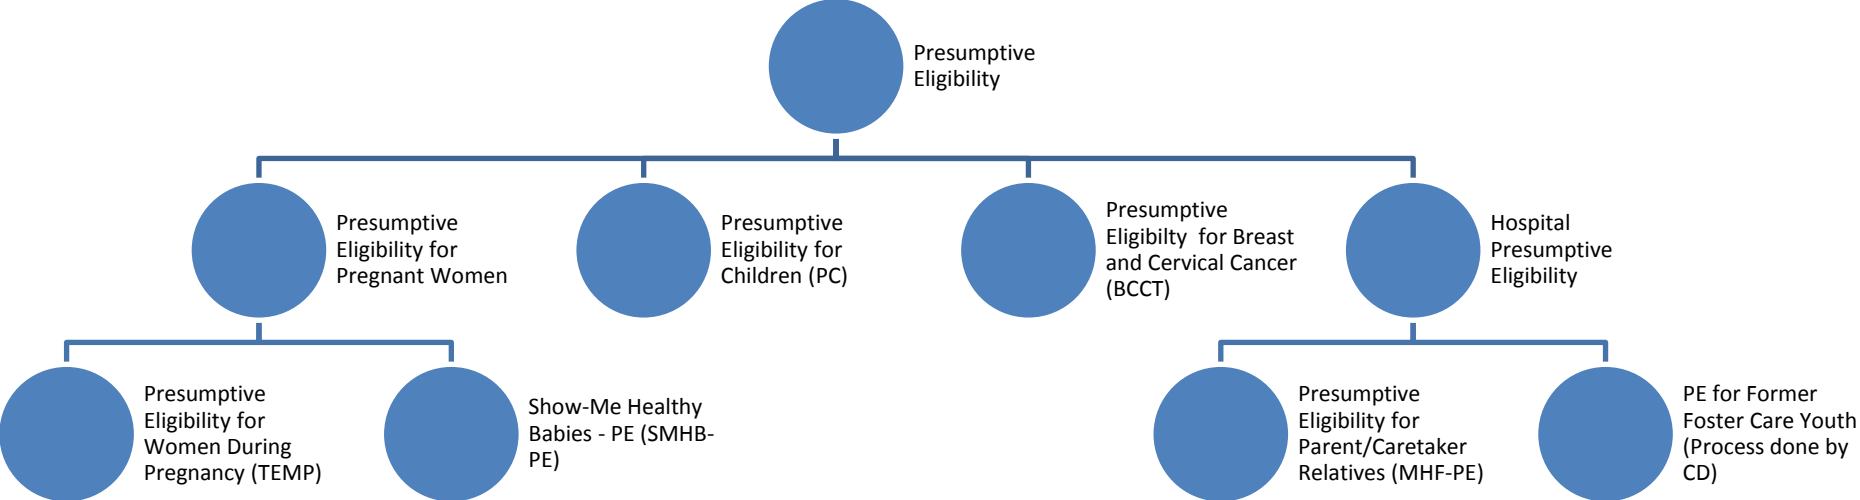 Presumptive
Eligibility
Presumptive
Eligibility for
Pregnant Women
Presumptive
Eligibility for
Children (PC)
Presumptive
Eligibilty  for Breast
and Cervical Cancer
(BCCT)
Hospital
Presumptive
Eligibility
Presumptive
Eligibility for
Women During
Pregnancy (TEMP)
Show-Me Healthy
Babies - PE (SMHB-
PE)
Presumptive
Eligibility for
Parent/Caretaker
Relatives (MHF-PE)
PE for Former
Foster Care Youth
(Process done by
CD)